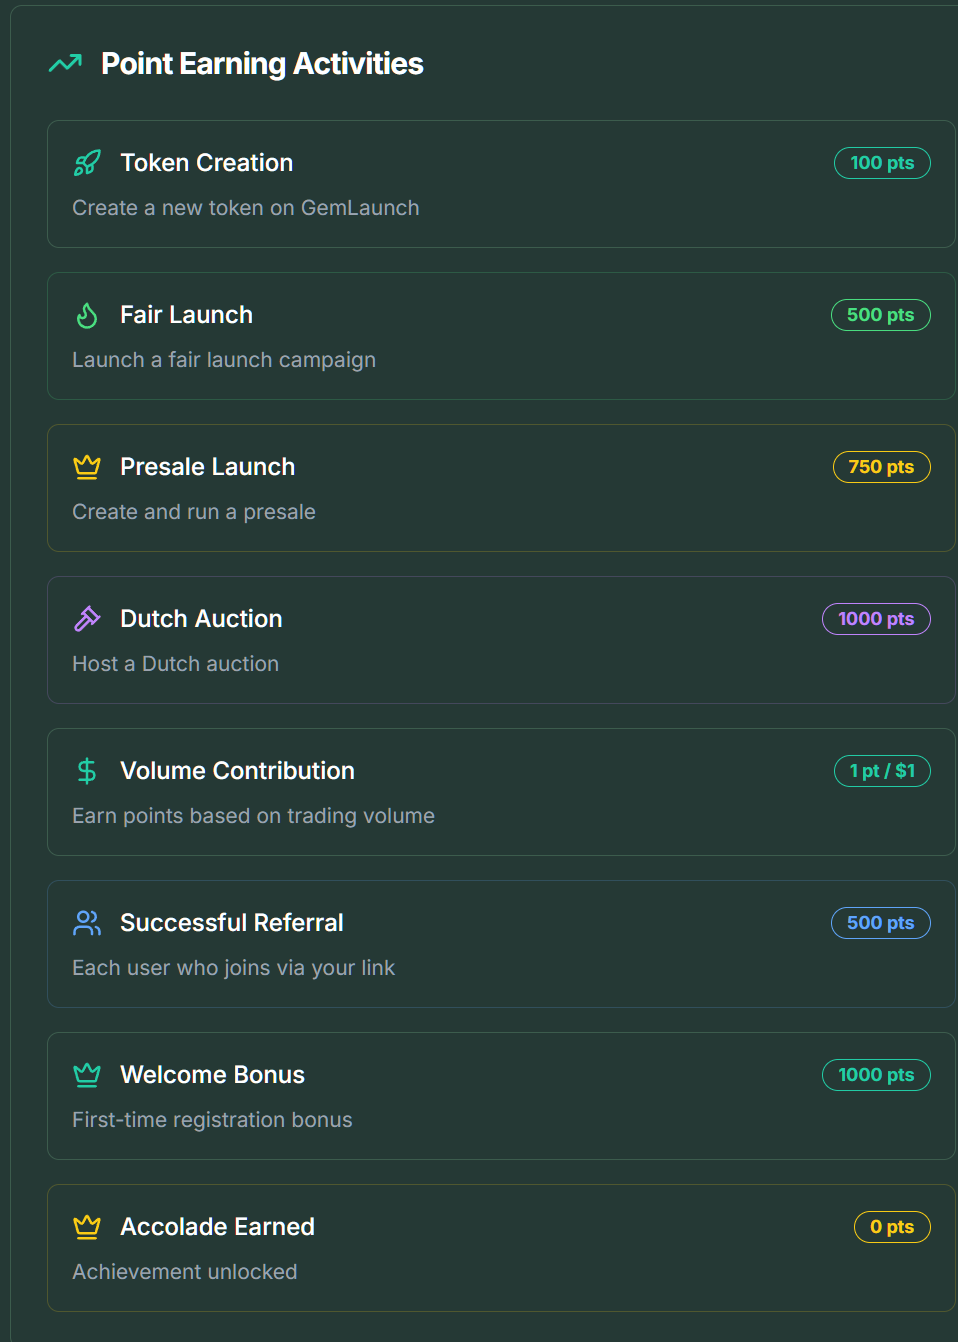 Point Earning Activities
Token Creation
100 pts
Create a new token on GemLaunch
Fair Launch
500 pts
Launch a fair launch campaign
Presale Launch
750 pts
Create and run a presale
Dutch Auction
1000 pts
Host a Dutch auction
Volume Contribution
1 pt / $1
Earn points based on trading volume
Successful Referral
500 pts
Each user who joins via your link
Welcome Bonus
1000 pts
First-time registration bonus
Accolade Earned
0 pts
Achievement unlocked